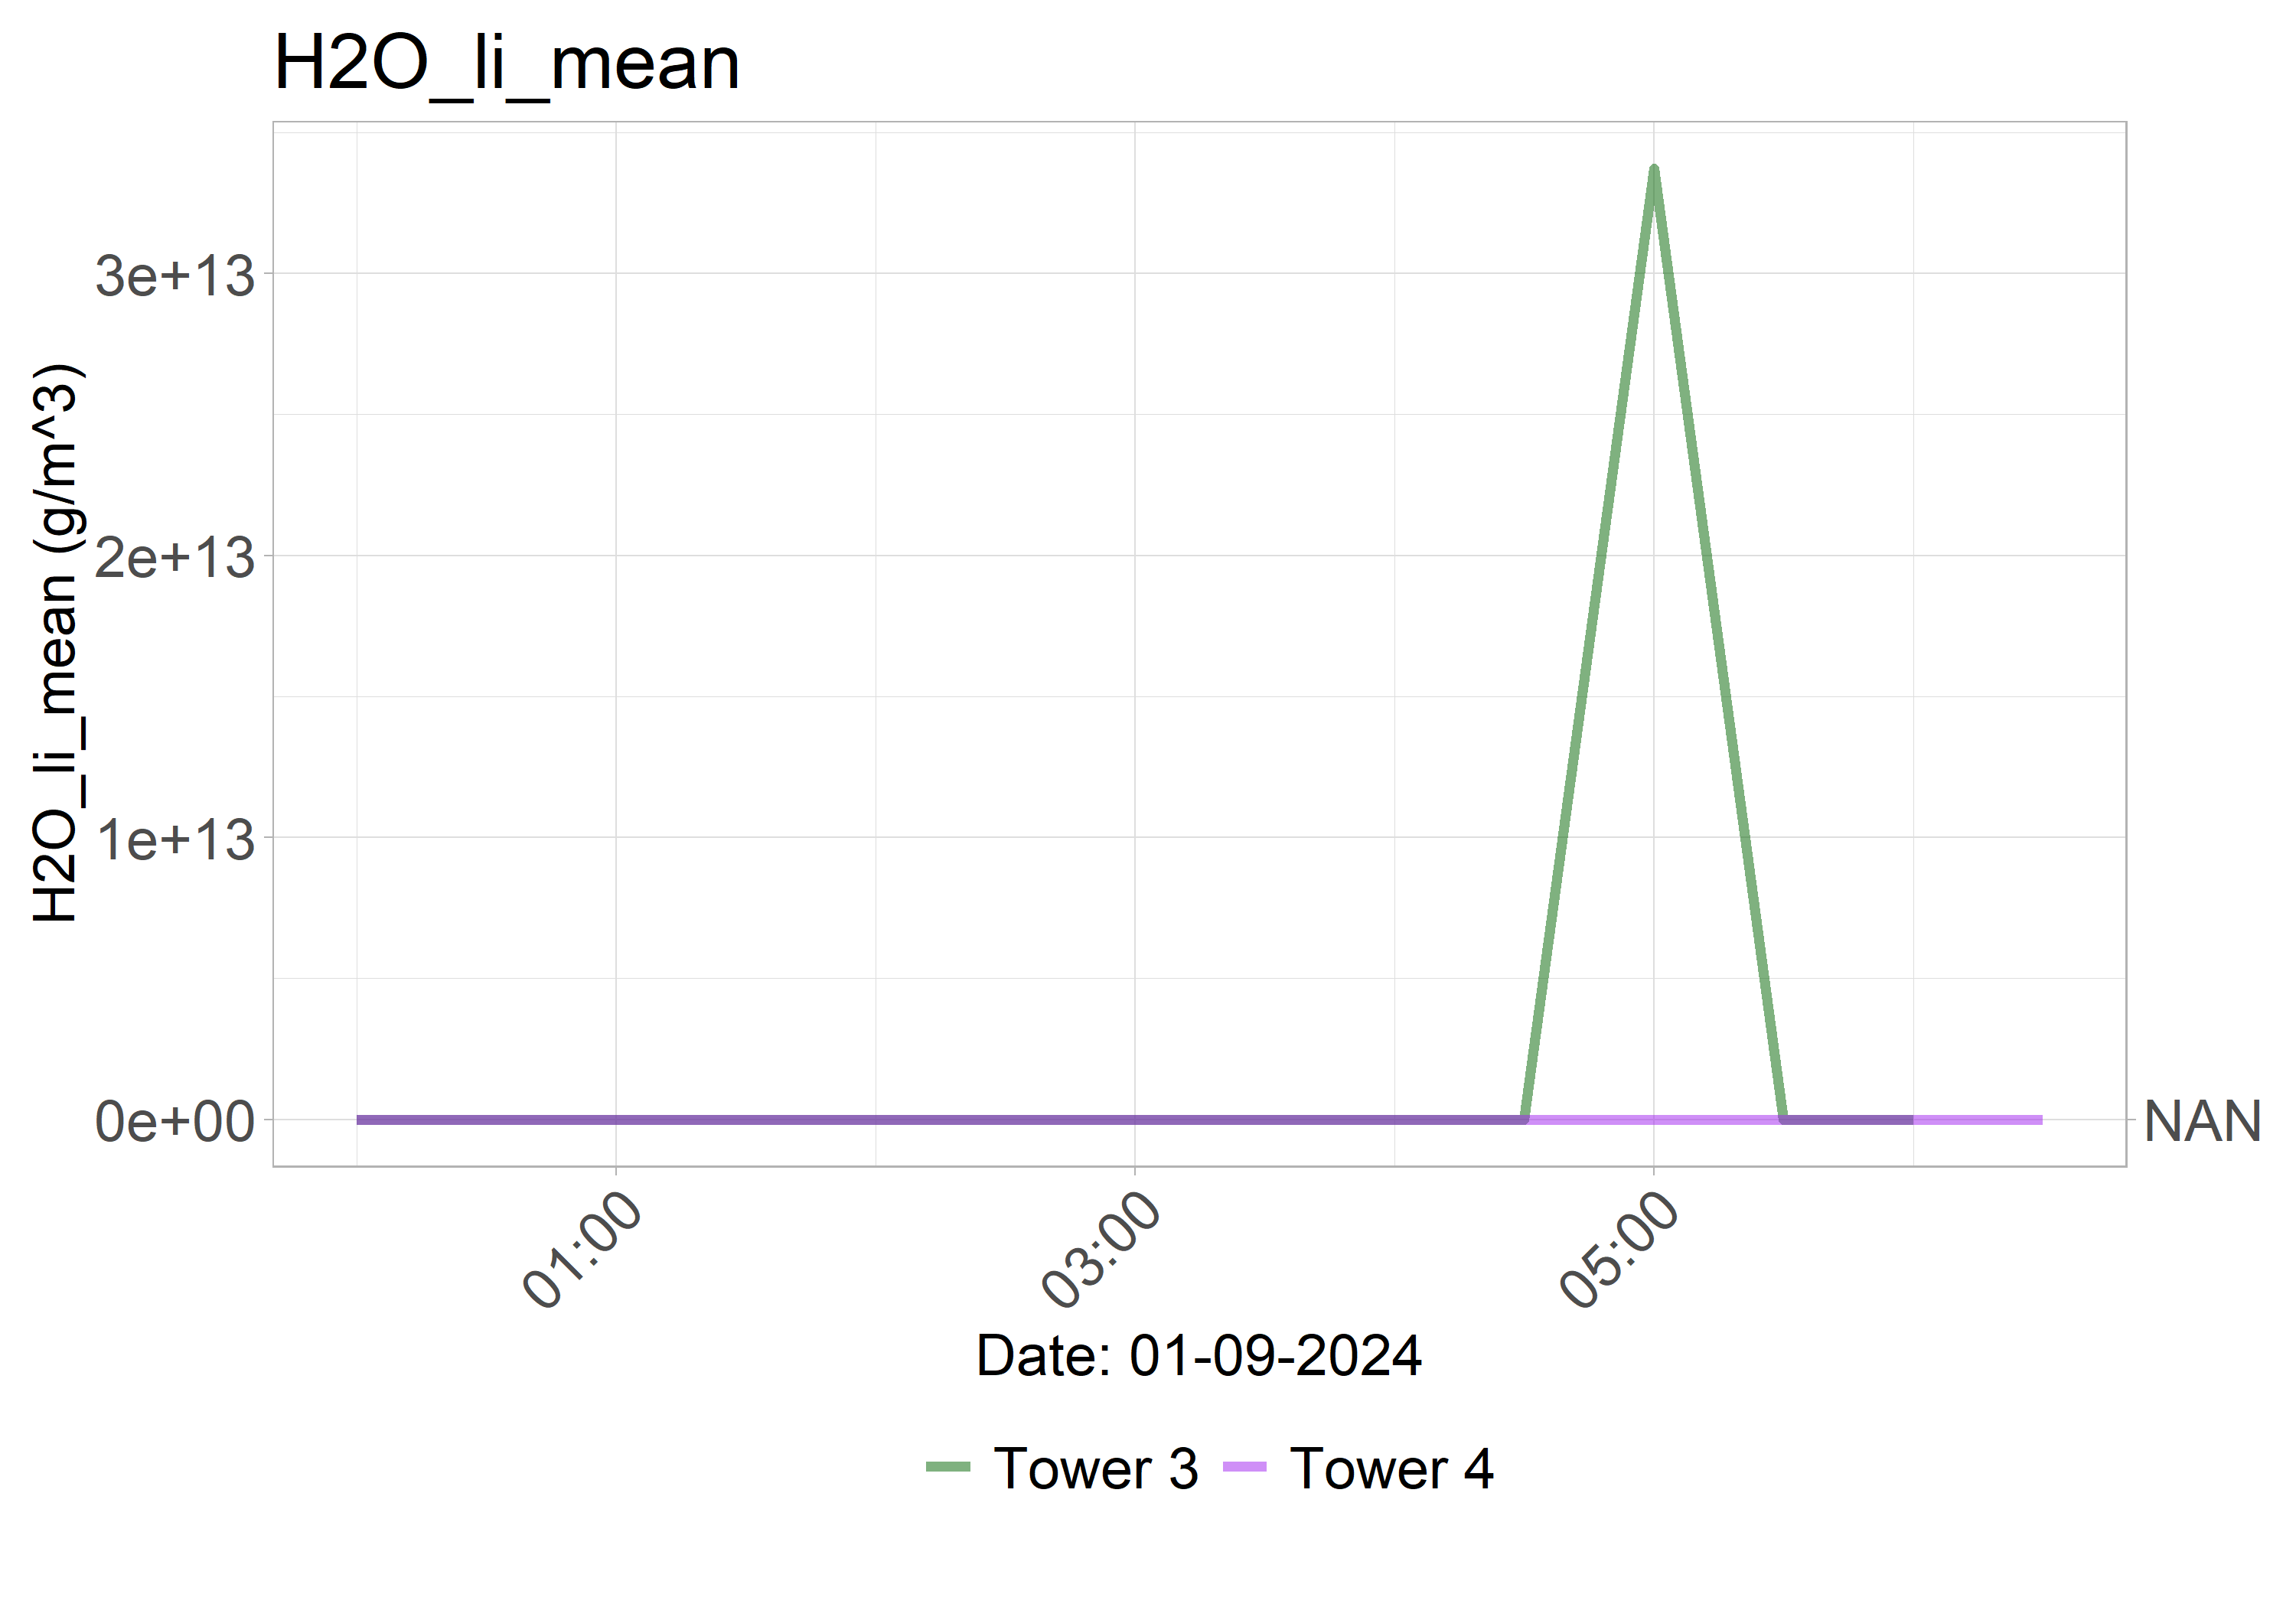 H2O_li_mean
H2O_li_mean (g/m^3)
3e+13
2e+13
1e+13
0e+00
NAN
01:00
03:00
05:00
Date: 01-09-2024
Tower 3
Tower 4